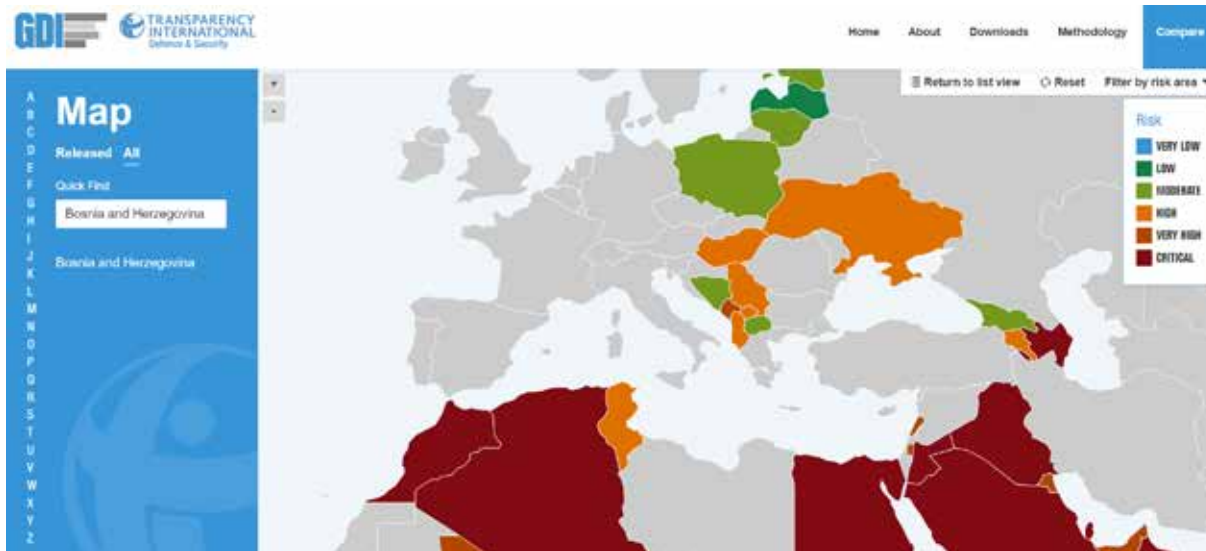 GDI
TRANSPARENCY
INTERNATIONAL
Defence & Security
Home About Downloads Methodology Compare
Return to list view Reset Filter by risk area
Map
Released All
Quick Find
Bosnia and Herzegovina
Bosnia and Herzegovina
A
B
C
D
E
F
G
H
I
J
K
L
M
N
O
P
Q
R
S
T
U
V
W
X
Y
Z
Risk
VERY LOW
LOW
MODERATE
HIGH
VERY HIGH
CRITICAL